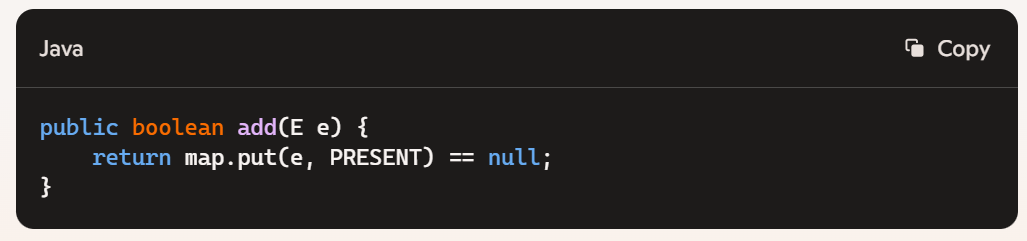 Java
Copy
public boolean add(E e) {
    return map.put(e, PRESENT) == null;
}